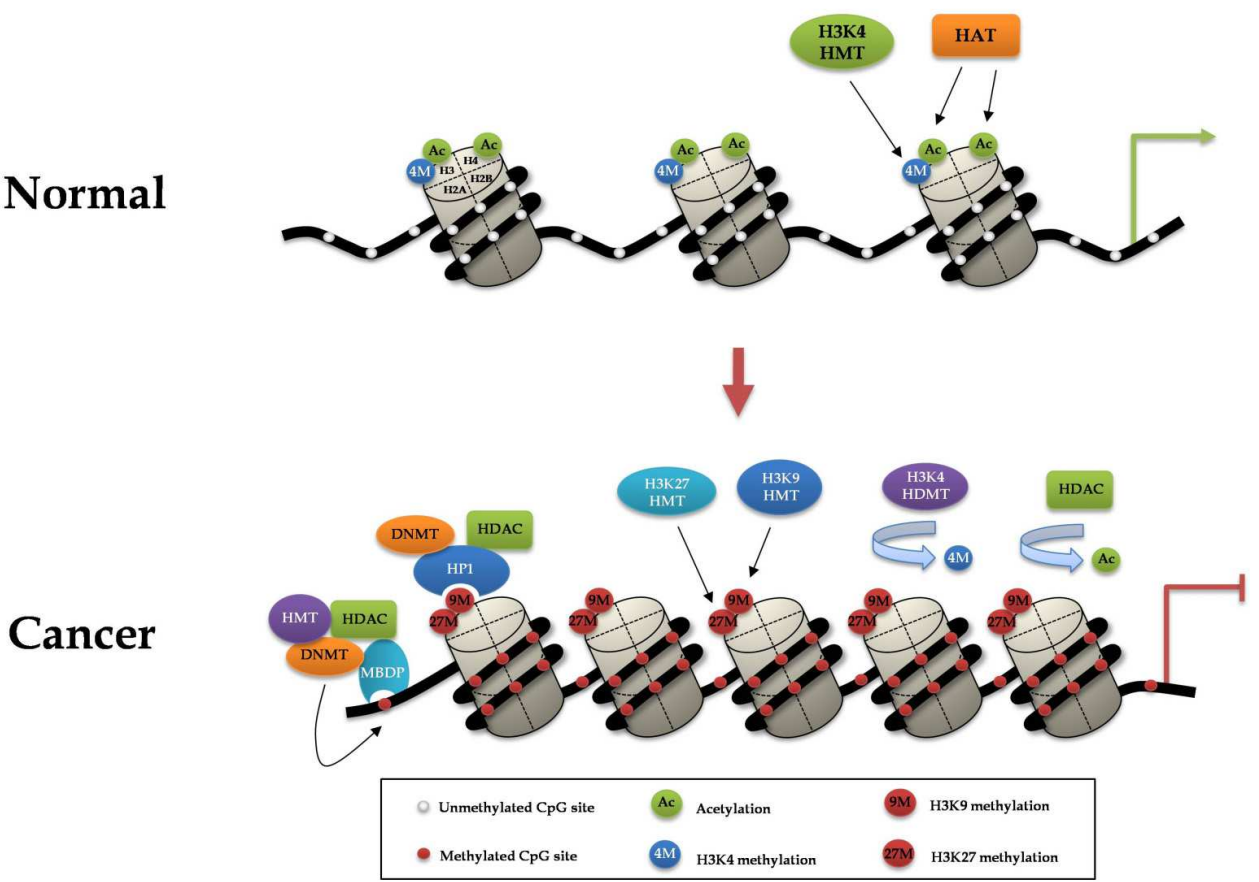 H3K4
HMT
HAT
Normal
Ac
Ac
4M
H3
H4
H2A
H2B
Ac
Ac
4M
Ac
Ac
4M
Cancer
H3K27
HMT
H3K9
HMT
H3K4
HDMT
HDAC
4M
Ac
DNMT
HDAC
HP1
HMT
HDAC
DNMT
MBDP
9M
27M
9M
27M
9M
27M
9M
27M
9M
27M
Unmethylated CpG site
Ac Acetylation
9M H3K9 methylation
Methylated CpG site
4M H3K4 methylation
27M H3K27 methylation